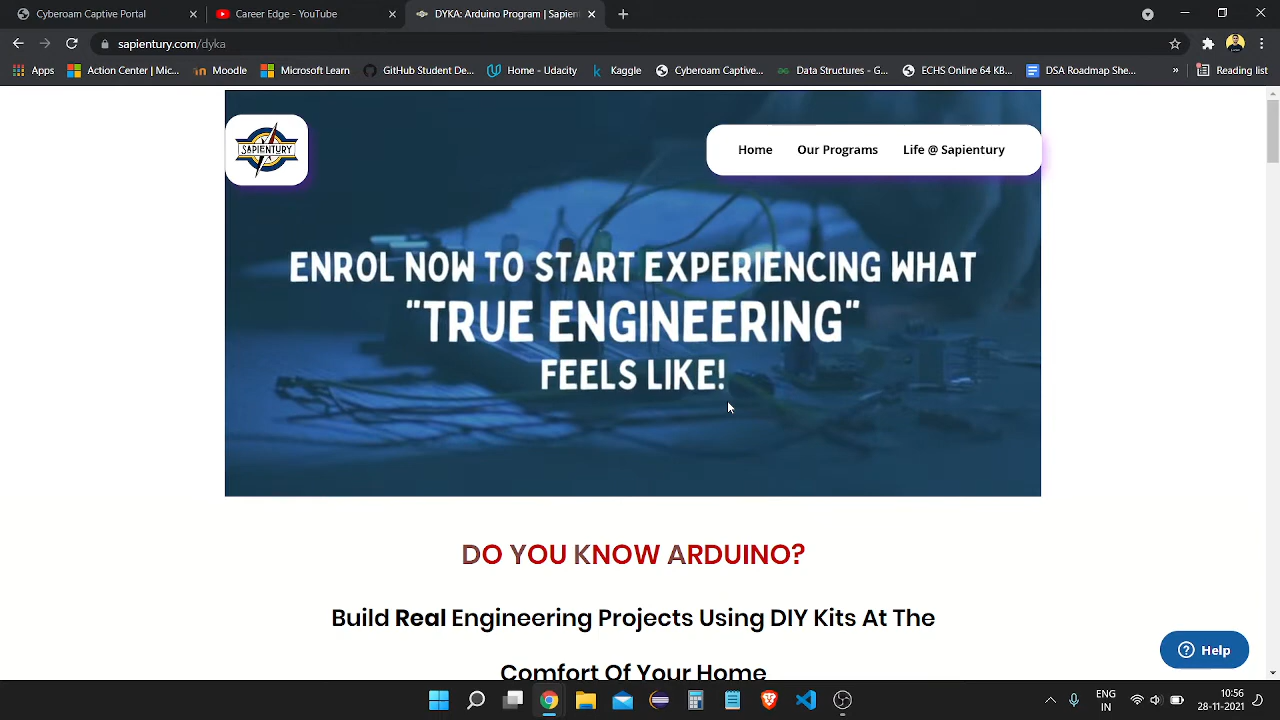 Cyberoam Captive Portal
Career Edge - YouTube
DYKA: Arduino Program | Sapient
sapientury.com/dyka
Apps
Action Center | Mic...
Moodle
Microsoft Learn
GitHub Student De...
Home - Udacity
Kaggle
Cyberoam Captive...
Data Structures - G...
ECHS Online 64 KB...
DSA Roadmap She...
»
Reading list
SAPIENTURY
Home
Our Programs
Life @ Sapientury
ENROL NOW TO START EXPERIENCING WHAT
"TRUE ENGINEERING"
FEELS LIKE!
DO YOU KNOW ARDUINO?
Build Real Engineering Projects Using DIY Kits At The
Comfort Of Your Home
Help
ENG
IN
10:56
28-11-2021